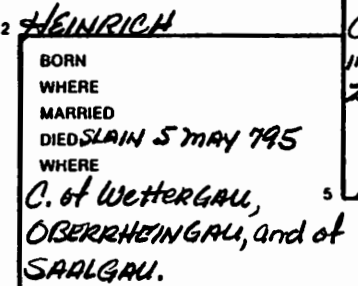 2 HEINRICH
BORN
WHERE
MARRIED
DIED SLAIN 5 MAY 795
WHERE
C. of WETTERGAU, 5
OBERRHEINGAU, and of
SAALGAU.